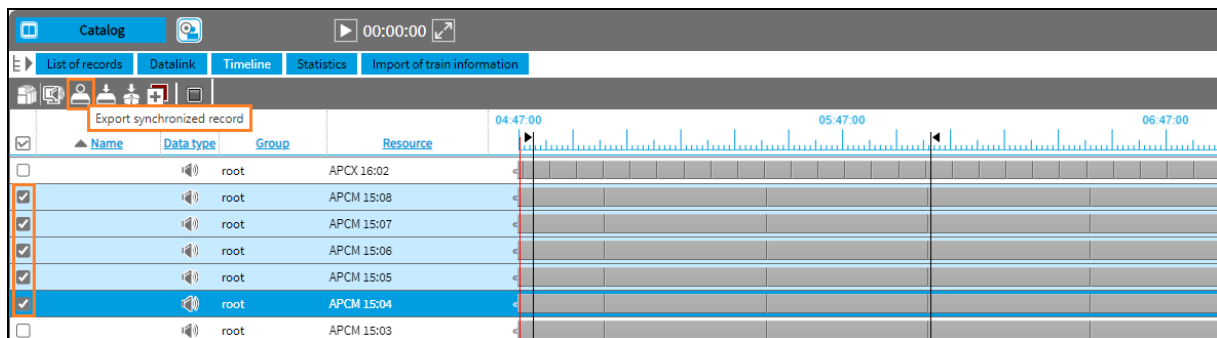 Catalog 00:00:00
List of records Datalink Timeline Statistics Import of train information
Export synchronized record
04:47:00 05:47:00 06:47:00
Name Data type Group Resource
root APCX 16:02
root APCM 15:08
root APCM 15:07
root APCM 15:06
root APCM 15:05
root APCM 15:04
root APCM 15:03